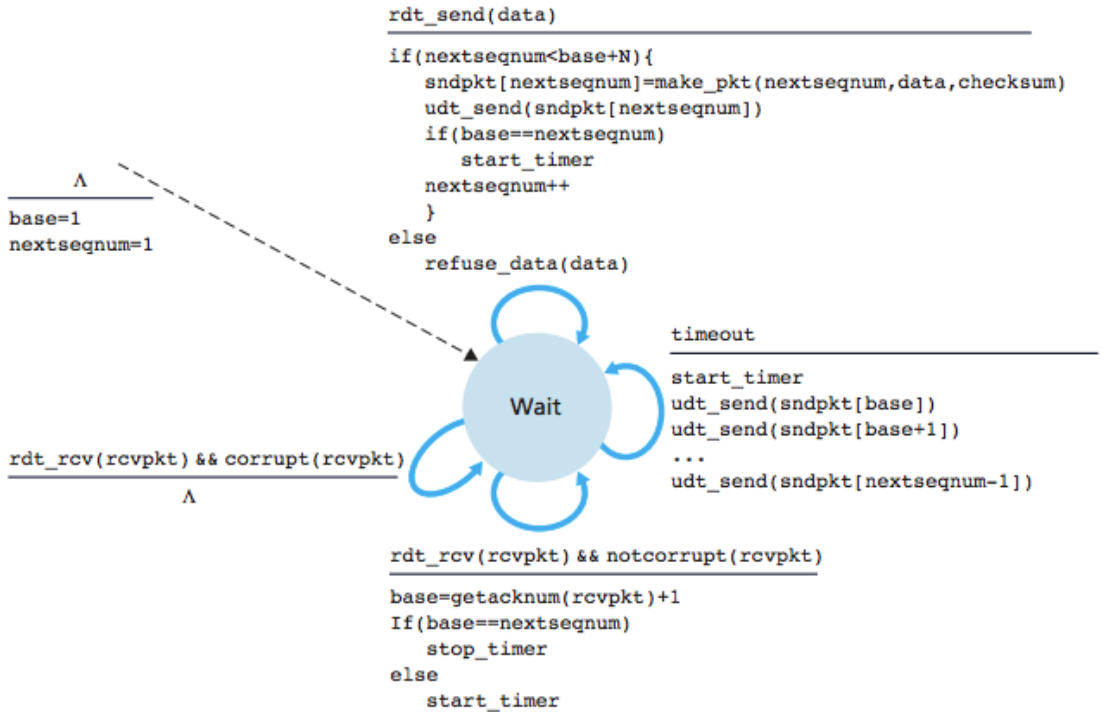 rdt_send(data)
if(nextseqnum<base+N){
   sndpkt[nextseqnum]=make_pkt(nextseqnum,data,checksum)
   udt_send(sndpkt[nextseqnum])
   if(base==nextseqnum)
      start_timer
   nextseqnum++
   }
else
   refuse_data(data)
Λ
base=1
nextseqnum=1
timeout
start_timer
udt_send(sndpkt[base])
udt_send(sndpkt[base+1])
...
udt_send(sndpkt[nextseqnum-1])
Wait
rdt_rcv(rcvpkt) && corrupt(rcvpkt)
Λ
rdt_rcv(rcvpkt) && notcorrupt(rcvpkt)
base=getacknum(rcvpkt)+1
If(base==nextseqnum)
   stop_timer
else
   start_timer